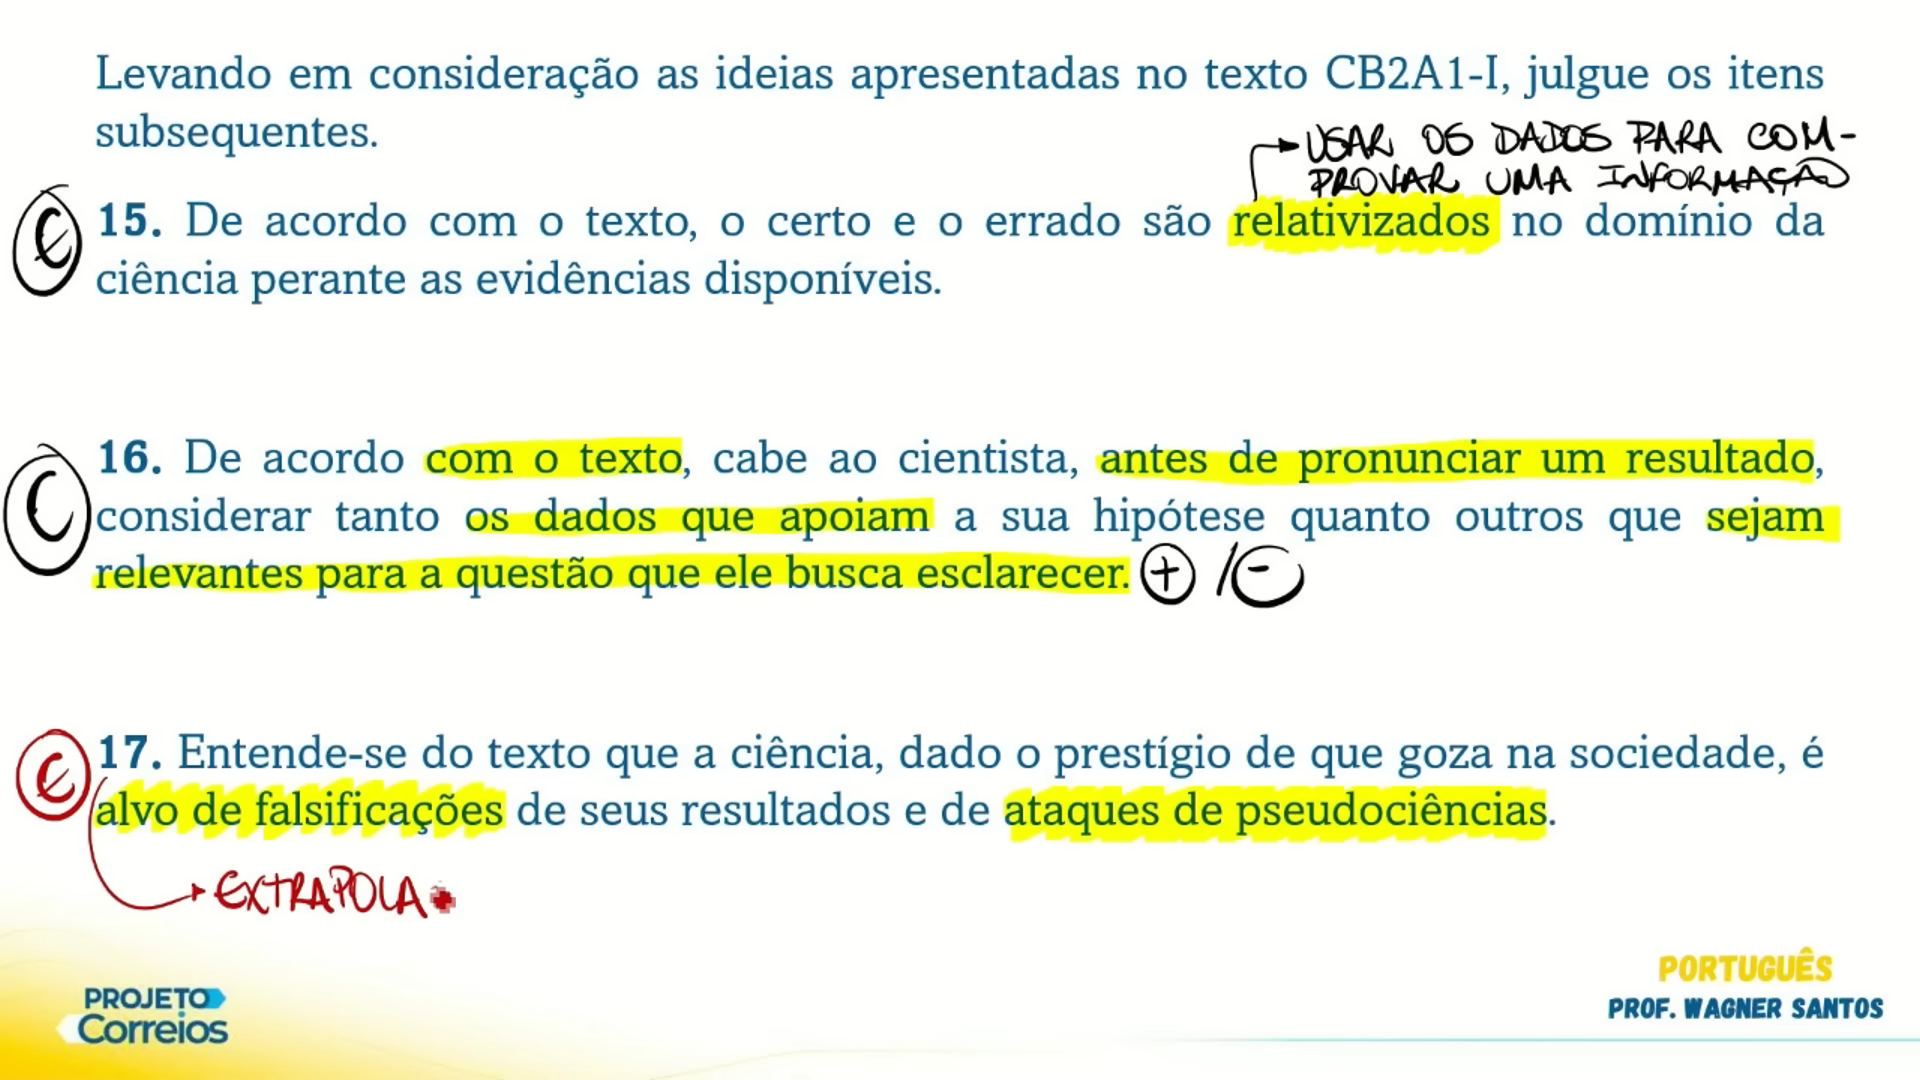 Levando em consideração as ideias apresentadas no texto CB2A1-I, julgue os itens
subsequentes.
USAR OS DADOS PARA COM-
PROVAR UMA INFORMAÇÃO
E 15. De acordo com o texto, o certo e o errado são relativizados no domínio da
ciência perante as evidências disponíveis.
C 16. De acordo com o texto, cabe ao cientista, antes de pronunciar um resultado,
considerar tanto os dados que apoiam a sua hipótese quanto outros que sejam
relevantes para a questão que ele busca esclarecer. + / -
E 17. Entende-se do texto que a ciência, dado o prestígio de que goza na sociedade, é
alvo de falsificações de seus resultados e de ataques de pseudociências.
EXTRAPOLA
PROJETO
Correios
PORTUGUÊS
PROF. WAGNER SANTOS